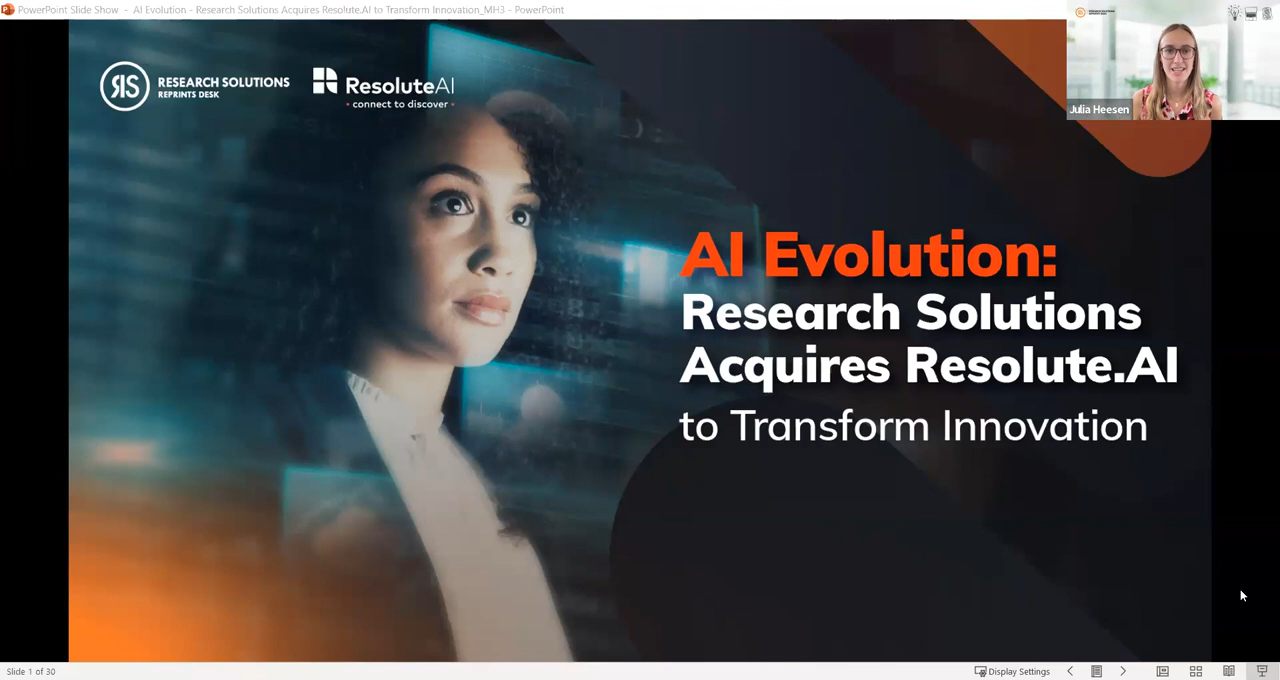 PowerPoint Slide Show - AI Evolution - Research Solutions Acquires Resolute.AI to Transform Innovation_MH3 - PowerPoint
RESEARCH SOLUTIONS
REPRINTS DESK
ResoluteAI
• connect to discover •
Julia Heesen
AI Evolution:
Research Solutions
Acquires Resolute.AI
to Transform Innovation
Slide 1 of 30
Display Settings